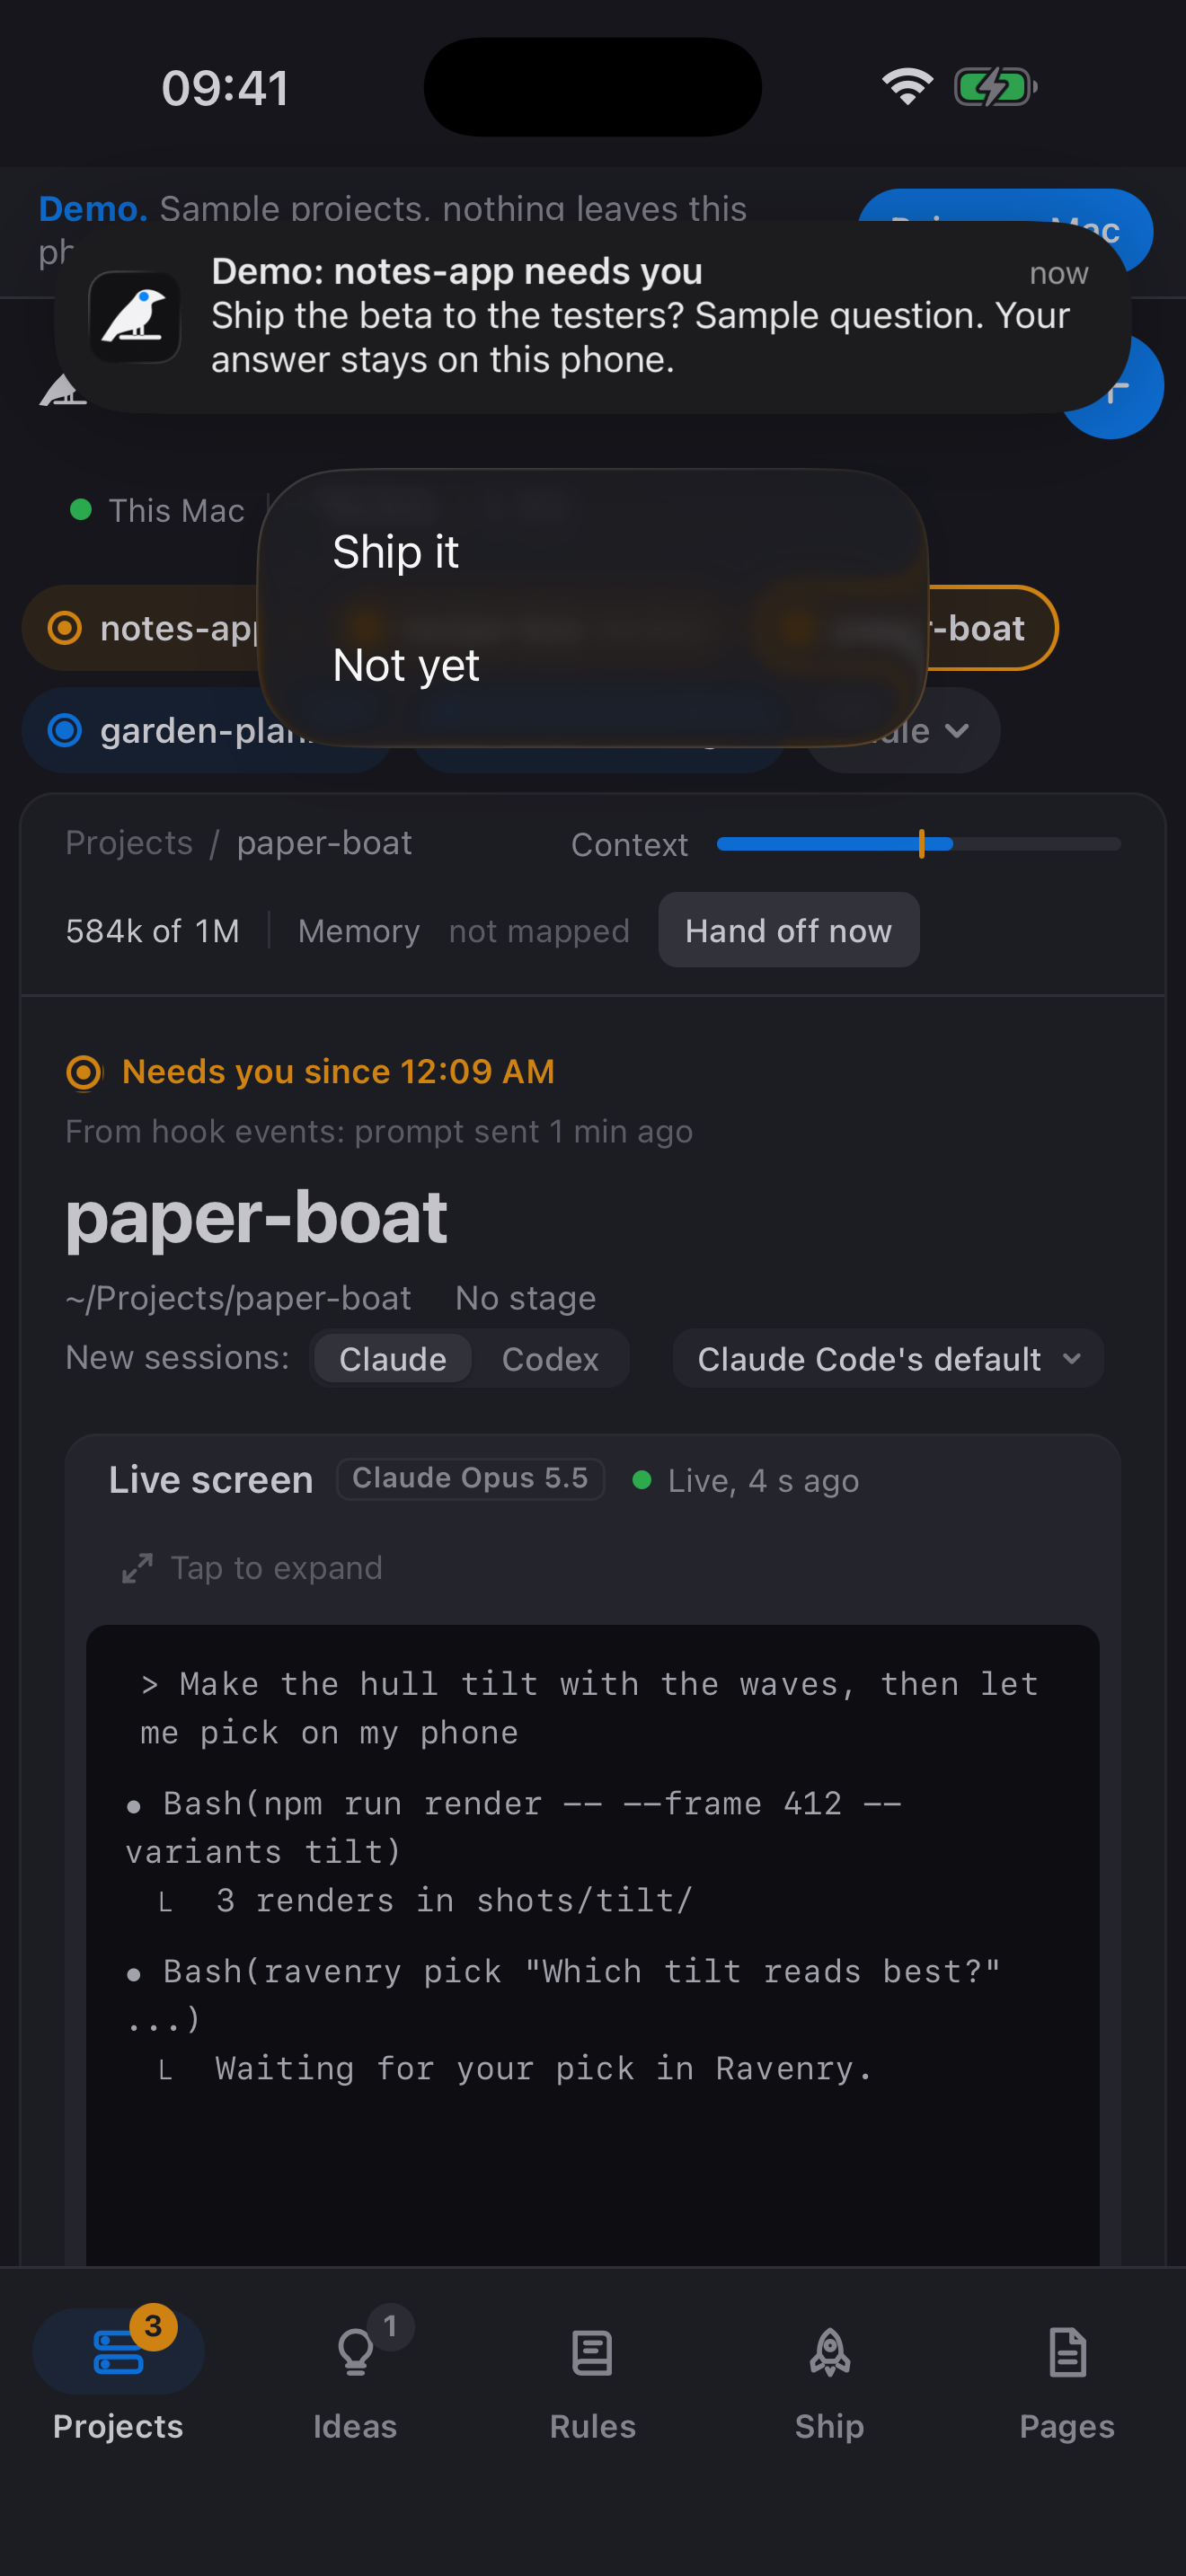 09:41
Demo. Sample projects, nothing leaves this
Demo: notes-app needs you
now
Ship the beta to the testers? Sample question. Your
answer stays on this phone.
This Mac
Ship it
Not yet
notes-app
-boat
garden-plan
Projects / paper-boat
Context
584k of 1M
Memory not mapped
Hand off now
Needs you since 12:09 AM
From hook events: prompt sent 1 min ago
paper-boat
~/Projects/paper-boat No stage
New sessions: Claude Codex Claude Code's default
Live screen Claude Opus 5.5 Live, 4 s ago
Tap to expand
> Make the hull tilt with the waves, then let
me pick on my phone
● Bash(npm run render -- --frame 412 --
variants tilt)
└ 3 renders in shots/tilt/
● Bash(ravenry pick "Which tilt reads best?"
...)
└ Waiting for your pick in Ravenry.
3
1
Projects
Ideas
Rules
Ship
Pages